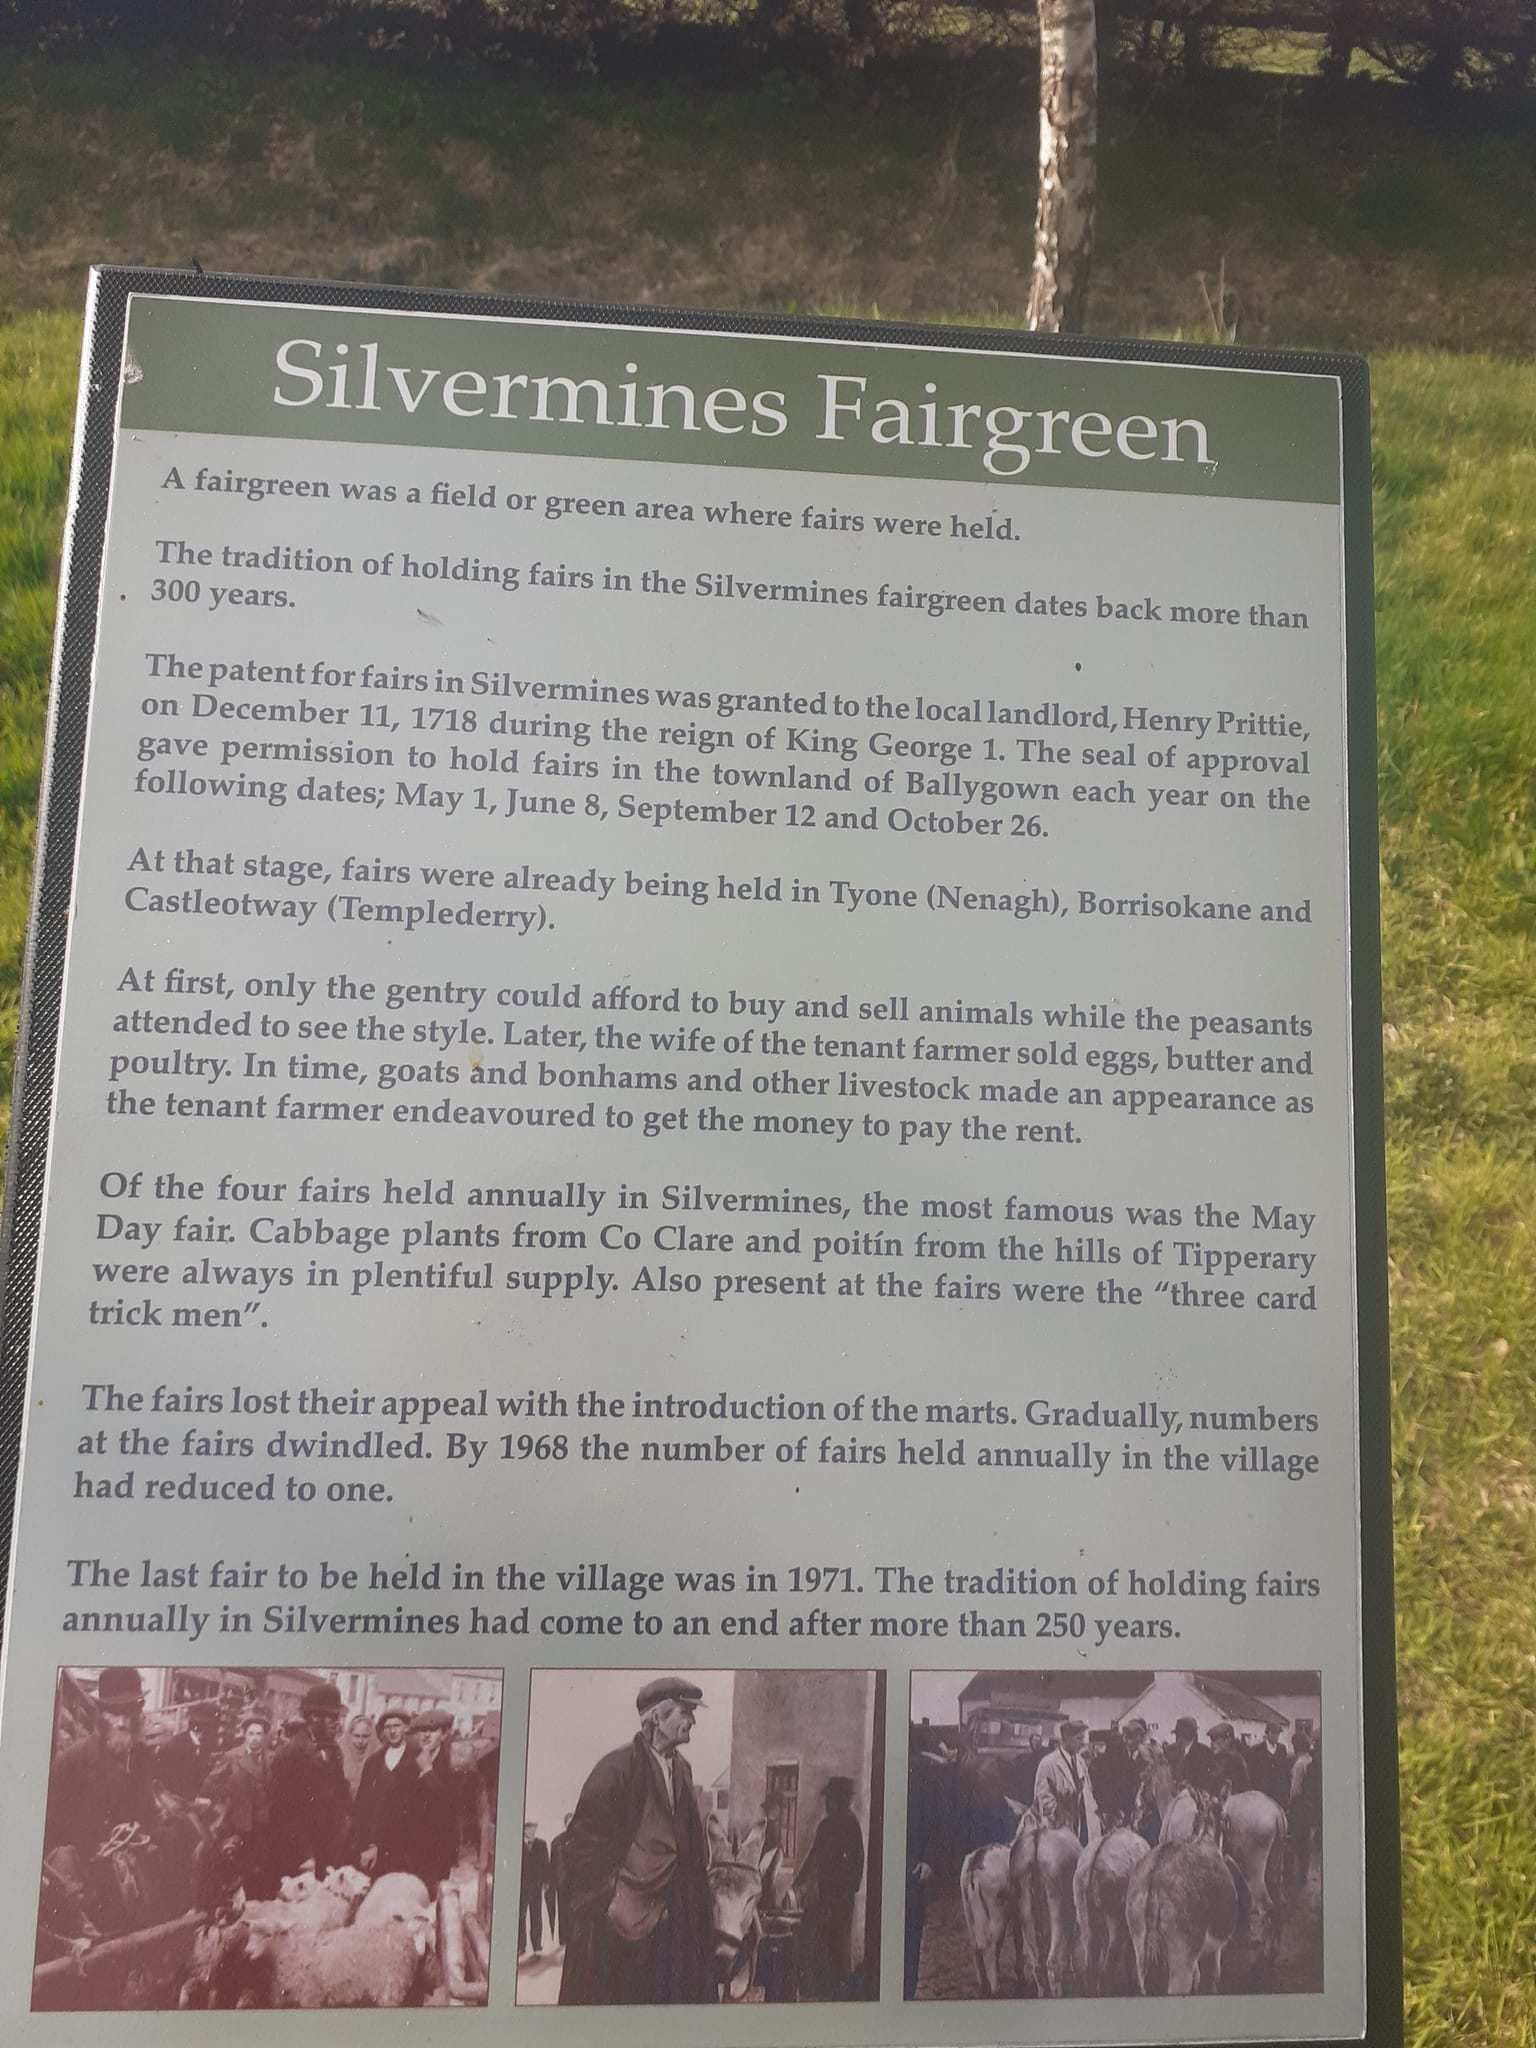 Silvermines Fairgreen
A fairgreen was a field or green area where fairs were held.
The tradition of holding fairs in the Silvermines fairgreen dates back more than
300 years.
The patent for fairs in Silvermines was granted to the local landlord, Henry Prittie,
on December 11, 1718 during the reign of King George 1. The seal of approval
gave permission to hold fairs in the townland of Ballygown each year on the
following dates; May 1, June 8, September 12 and October 26.
At that stage, fairs were already being held in Tyone (Nenagh), Borrisokane and
Castleotway (Templederry).
At first, only the gentry could afford to buy and sell animals while the peasants
attended to see the style. Later, the wife of the tenant farmer sold eggs, butter and
poultry. In time, goats and bonhams and other livestock made an appearance as
the tenant farmer endeavoured to get the money to pay the rent.
Of the four fairs held annually in Silvermines, the most famous was the May
Day fair. Cabbage plants from Co Clare and poitín from the hills of Tipperary
were always in plentiful supply. Also present at the fairs were the “three card
trick men”.
The fairs lost their appeal with the introduction of the marts. Gradually, numbers
at the fairs dwindled. By 1968 the number of fairs held annually in the village
had reduced to one.
The last fair to be held in the village was in 1971. The tradition of holding fairs
annually in Silvermines had come to an end after more than 250 years.